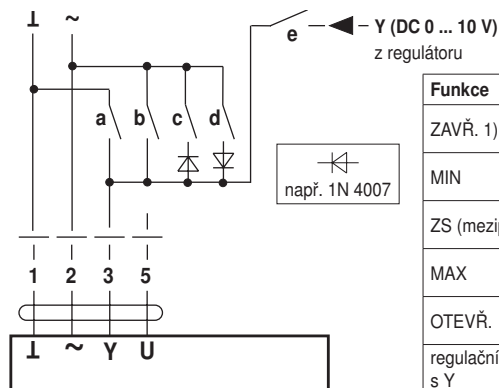 ⊥ ~
e
Y (DC 0 ... 10 V)
z regulátoru
a b c d
např. 1N 4007
1 2 3 5
⊥ ~ Y U
Funkce
ZAVŘ. 1)
MIN
ZS
MAX
OTEVŘ.
regulační
s Y